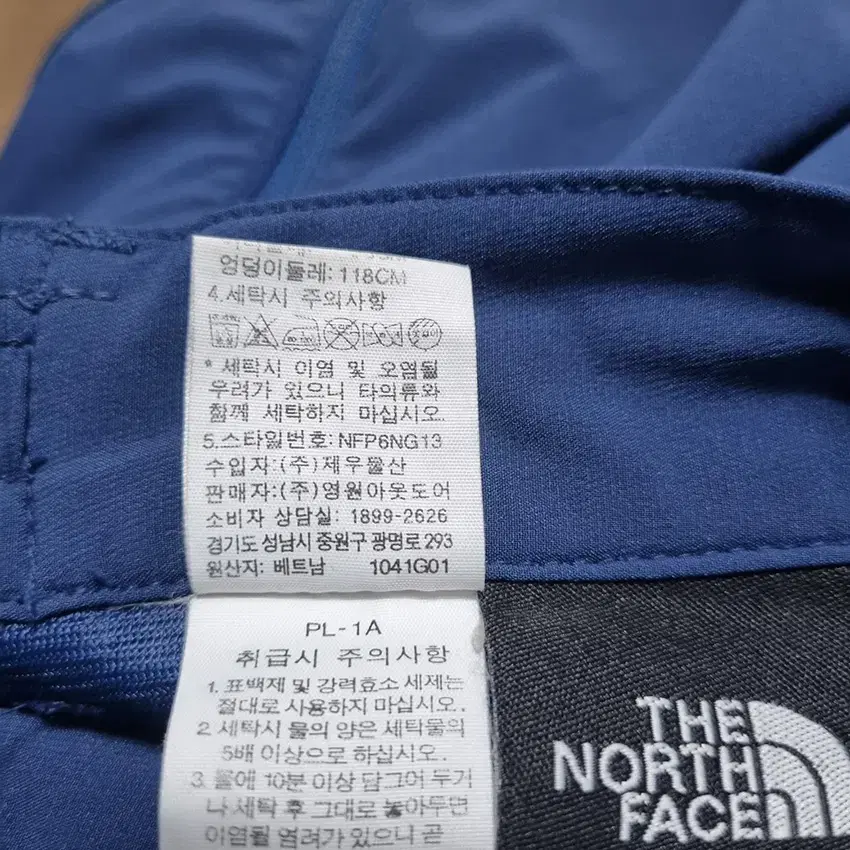 엉덩이둘레:118CM
4.세탁시 주의사항
* 세탁시 이염 및 오염될
우려가 있으니 타의류와
함께 세탁하지 마십시오.
5.스타일번호:NFP6NG13
수입자:(주)제우물산
판매자:(주)영원아웃도어
소비자 상담실: 1899-2626
경기도 성남시 중원구 광명로 293
원산지: 베트남 1041G01
PL-1A
취급시 주의사항
1. 표백제 및 강력효소 세제는
절대로 사용하지 마십시오.
2. 세탁시 물의 양은 세탁물의
5배 이상으로 하십시오.
3. 물에 10분 이상 담그어 두거
나 세탁 후 그대로 놓아두면
이염될 염려가 있으니 곧
THE
NORTH
FACE